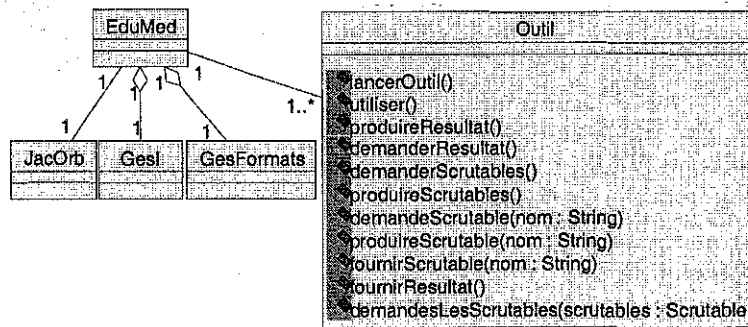 EduMed
Outil
1 1 1 1
1..*
1 1 1
JacOrb GesI GesFormats
lancerOutil()
utiliser()
produireResultat()
demanderResultat()
demanderScrutables()
produireScrutables()
demandeScrutable(nom : String)
produireScrutable(nom : String)
fournirScrutable(nom : String)
fournirResultat()
demandesLesScrutables(scrutables : Scrutable